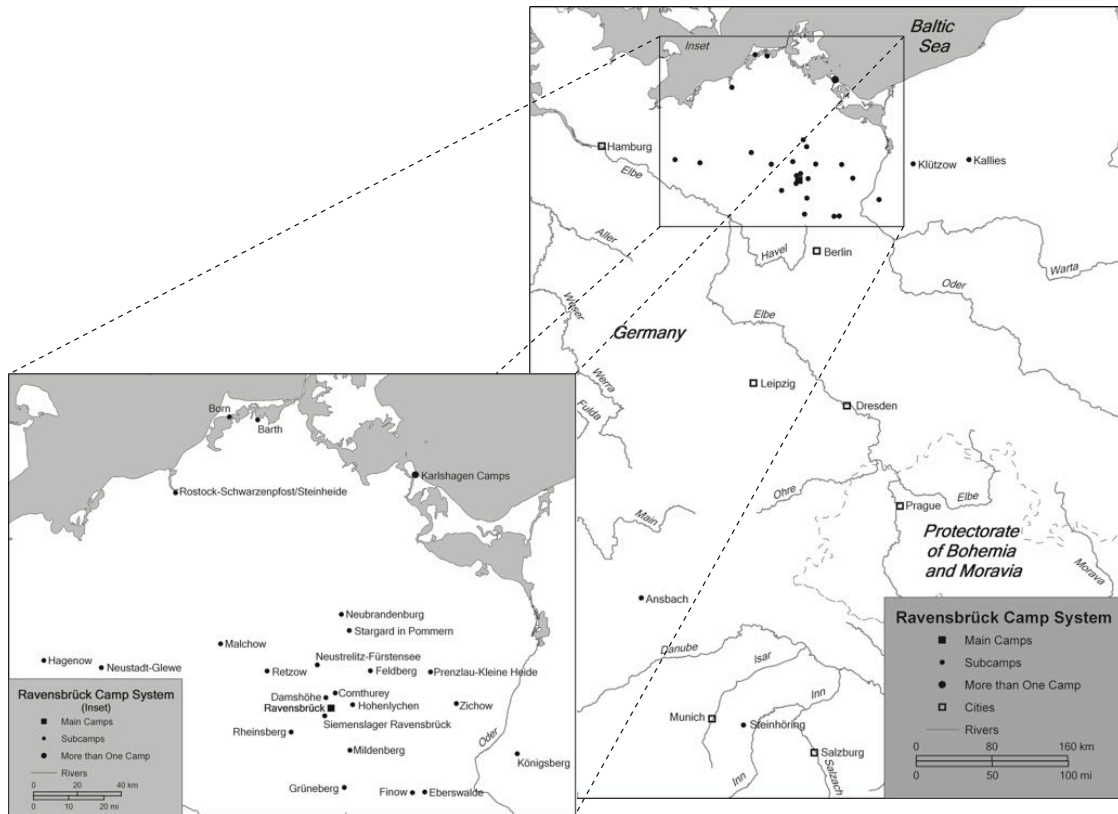 Baltic
Sea
Inset
Hamburg
Elbe
Klützow
Kallies
Aller
Havel
Berlin
Warta
Oder
Weser
Germany
Elbe
Werra
Fulda
Leipzig
Dresden
Ohre
Elbe
Main
Prague
Protectorate
of Bohemia
and Moravia
Morava
Ansbach
Danube
Isar
Inn
Munich
Steinhöring
Inn
Salzburg
Salzach
Ravensbrück Camp System
Main Camps
Subcamps
More than One Camp
Cities
Rivers
0 80 160 km
0 50 100 mi
Born
Barth
Karlshagen Camps
Rostock-Schwarzenpfost/Steinheide
Neubrandenburg
Stargard in Pommern
Malchow
Hagenow
Neustadt-Glewe
Neustrelitz-Fürstensee
Retzow
Feldberg
Prenzlau-Kleine Heide
Damshöhe
Comthurey
Ravensbrück
Hohenlychen
Zichow
Siemenslager Ravensbrück
Rheinsberg
Mildenberg
Oder
Königsberg
Grüneberg
Finow
Eberswalde
Ravensbrück Camp System
(Inset)
Main Camps
Subcamps
More than One Camp
Rivers
0 20 40 km
0 10 20 mi